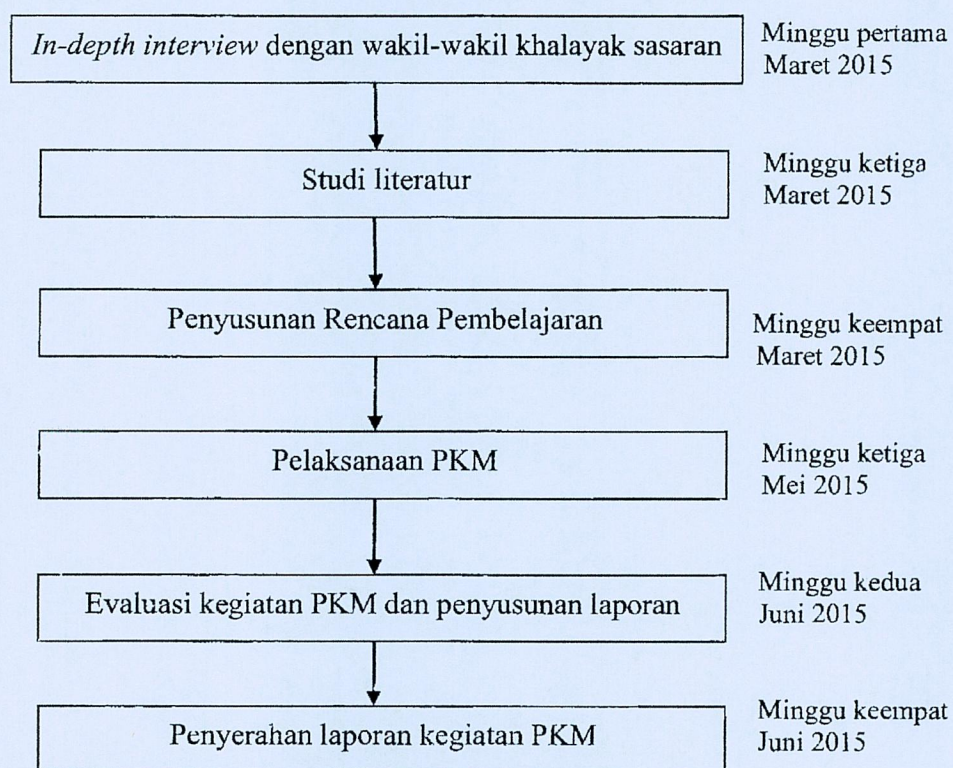 In-depth interview dengan wakil-wakil khalayak sasaran
Minggu pertama
Maret 2015
Studi literatur
Minggu ketiga
Maret 2015
Penyusunan Rencana Pembelajaran
Minggu keempat
Maret 2015
Pelaksanaan PKM
Minggu ketiga
Mei 2015
Evaluasi kegiatan PKM dan penyusunan laporan
Minggu kedua
Juni 2015
Penyerahan laporan kegiatan PKM
Minggu keempat
Juni 2015